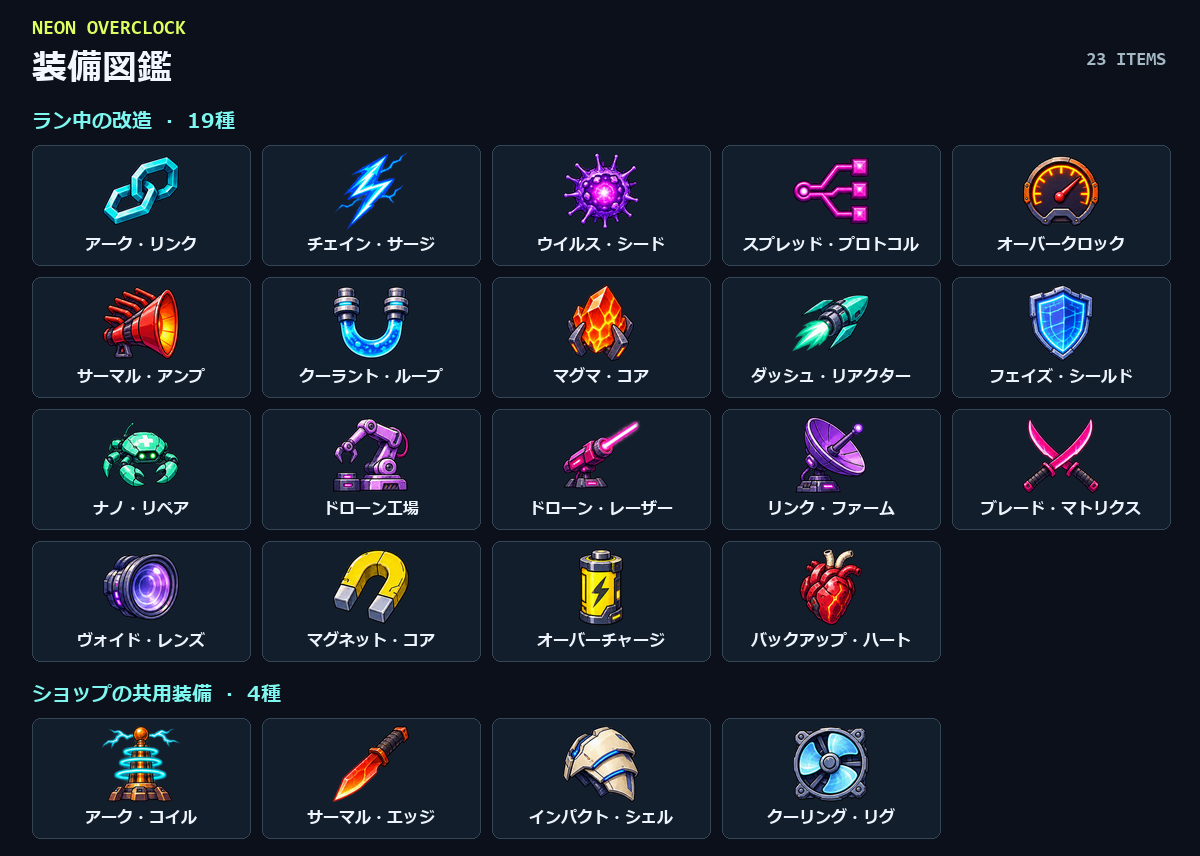 NEON OVERCLOCK
装備図鑑
23 ITEMS
ラン中の改造 · 19種
アーク・リンク
チェイン・サージ
ウイルス・シード
スプレッド・プロトコル
オーバークロック
サーマル・アンプ
クーラント・ループ
マグマ・コア
ダッシュ・リアクター
フェイズ・シールド
ナノ・リペア
ドローン工場
ドローン・レーザー
リンク・ファーム
ブレード・マトリクス
ヴォイド・レンズ
マグネット・コア
オーバーチャージ
バックアップ・ハート
ショップの共用装備 · 4種
アーク・コイル
サーマル・エッジ
インパクト・シェル
クーリング・リグ